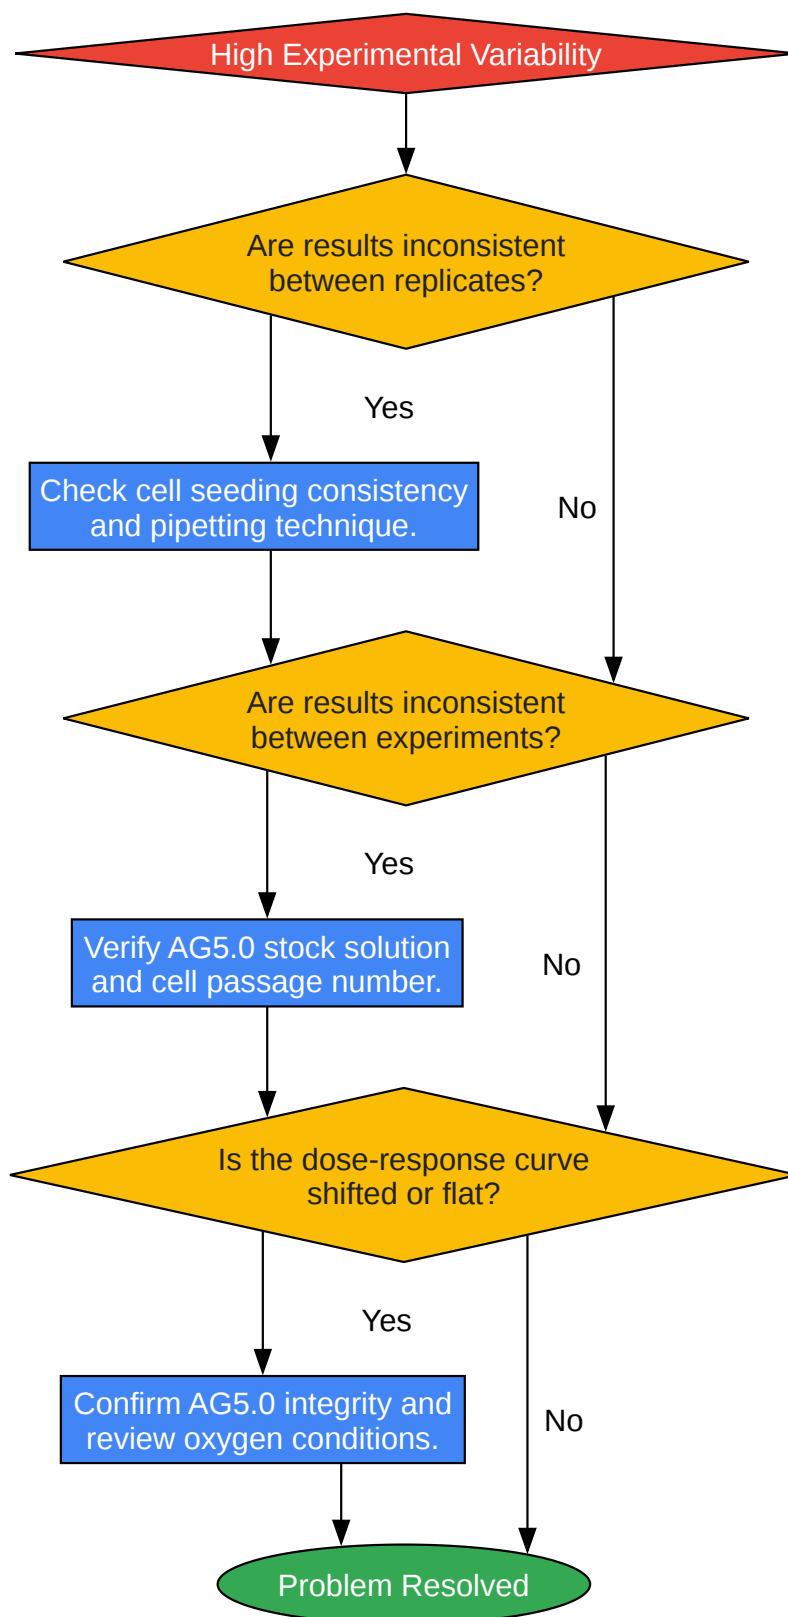 High Experimental Variability
Are results inconsistent
between replicates?
Yes
Check cell seeding consistency
and pipetting technique.
No
Are results inconsistent
between experiments?
Yes
Verify AG5.0 stock solution
and cell passage number.
No
Is the dose-response curve
shifted or flat?
Yes
Confirm AG5.0 integrity and
review oxygen conditions.
No
Problem Resolved